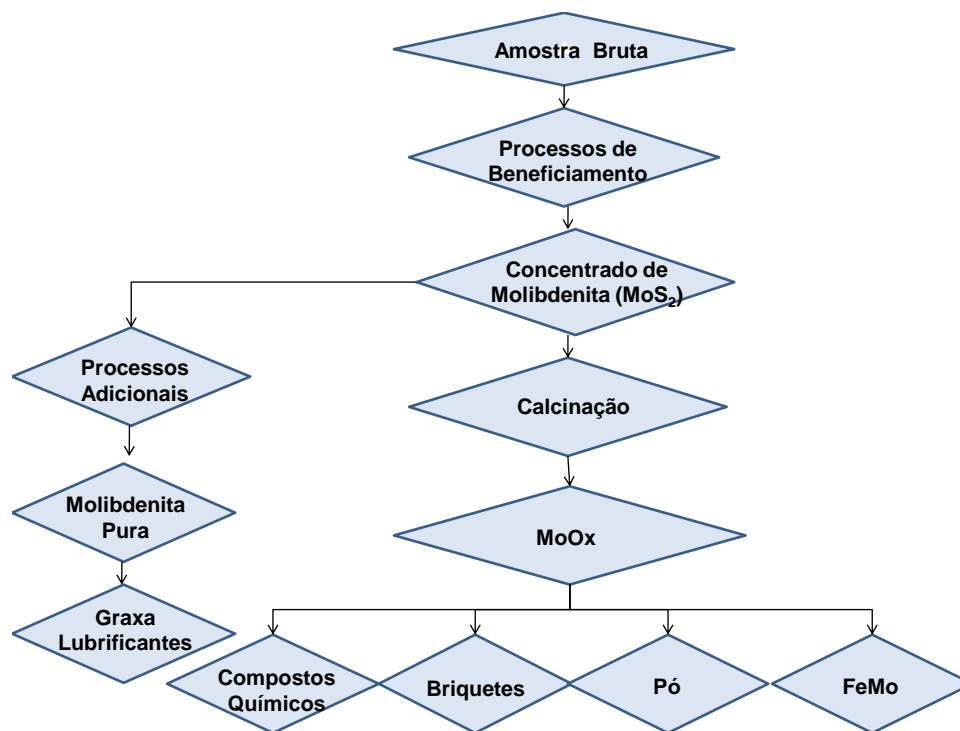 Amostra Bruta
Processos de
Beneficiamento
Concentrado de
Molibdenita (MoS₂)
Processos
Adicionais
Calcinação
Molibdenita
Pura
MoOx
Graxa
Lubrificantes
Compostos
Químicos
Briquetes
Pó
FeMo